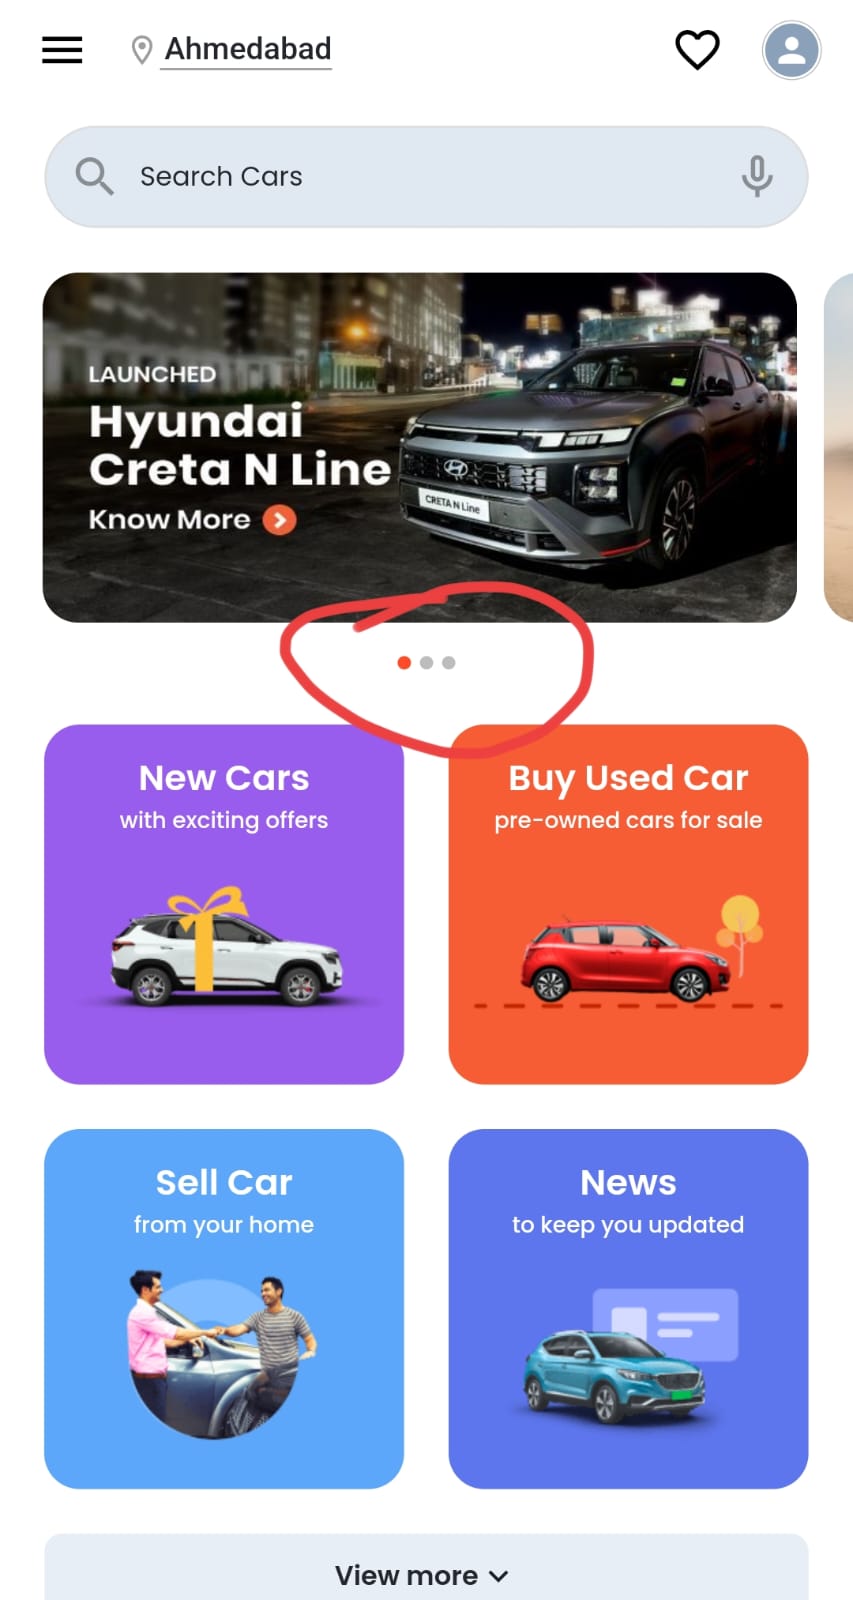 Ahmedabad
Search Cars
LAUNCHED
Hyundai
Creta N Line
Know More
CRETA N Line
New Cars
with exciting offers
Buy Used Car
pre-owned cars for sale
Sell Car
from your home
News
to keep you updated
View more